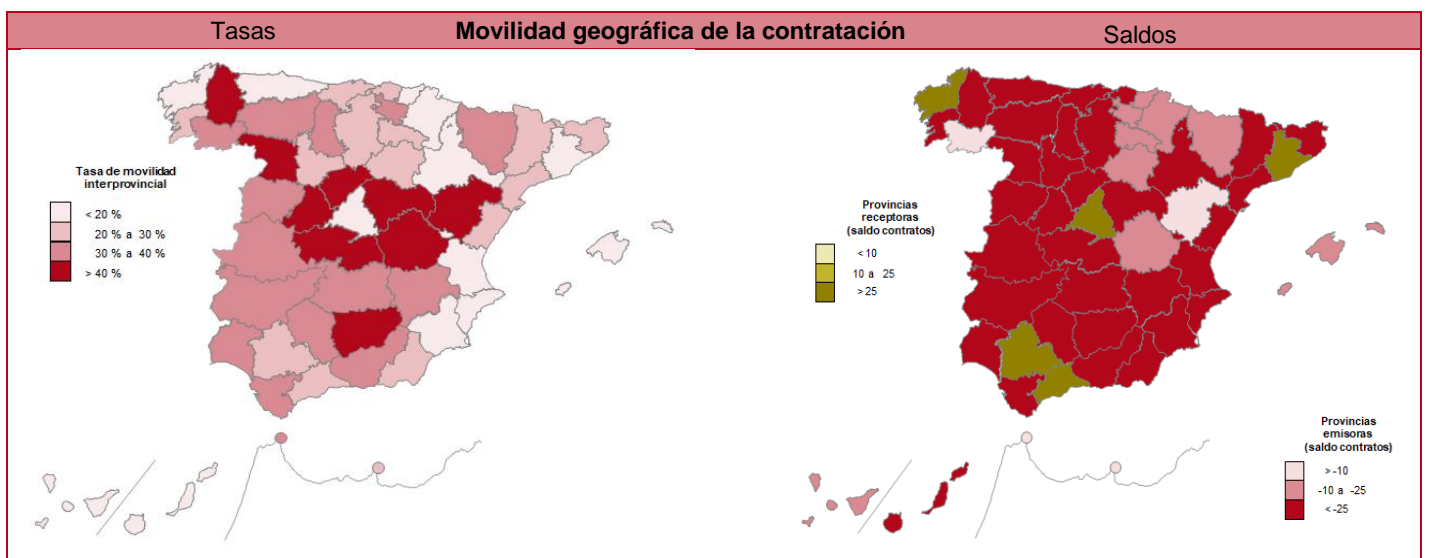 Tasas
Movilidad geográfica de la contratación
Saldos
Tasa de movilidad
interprovincial
< 20 %
20 % a 30 %
30 % a 40 %
> 40 %
Provincias
receptoras
(saldo contratos)
< 10
10 a 25
> 25
Provincias
emisoras
(saldo contratos)
> -10
-10 a -25
< -25